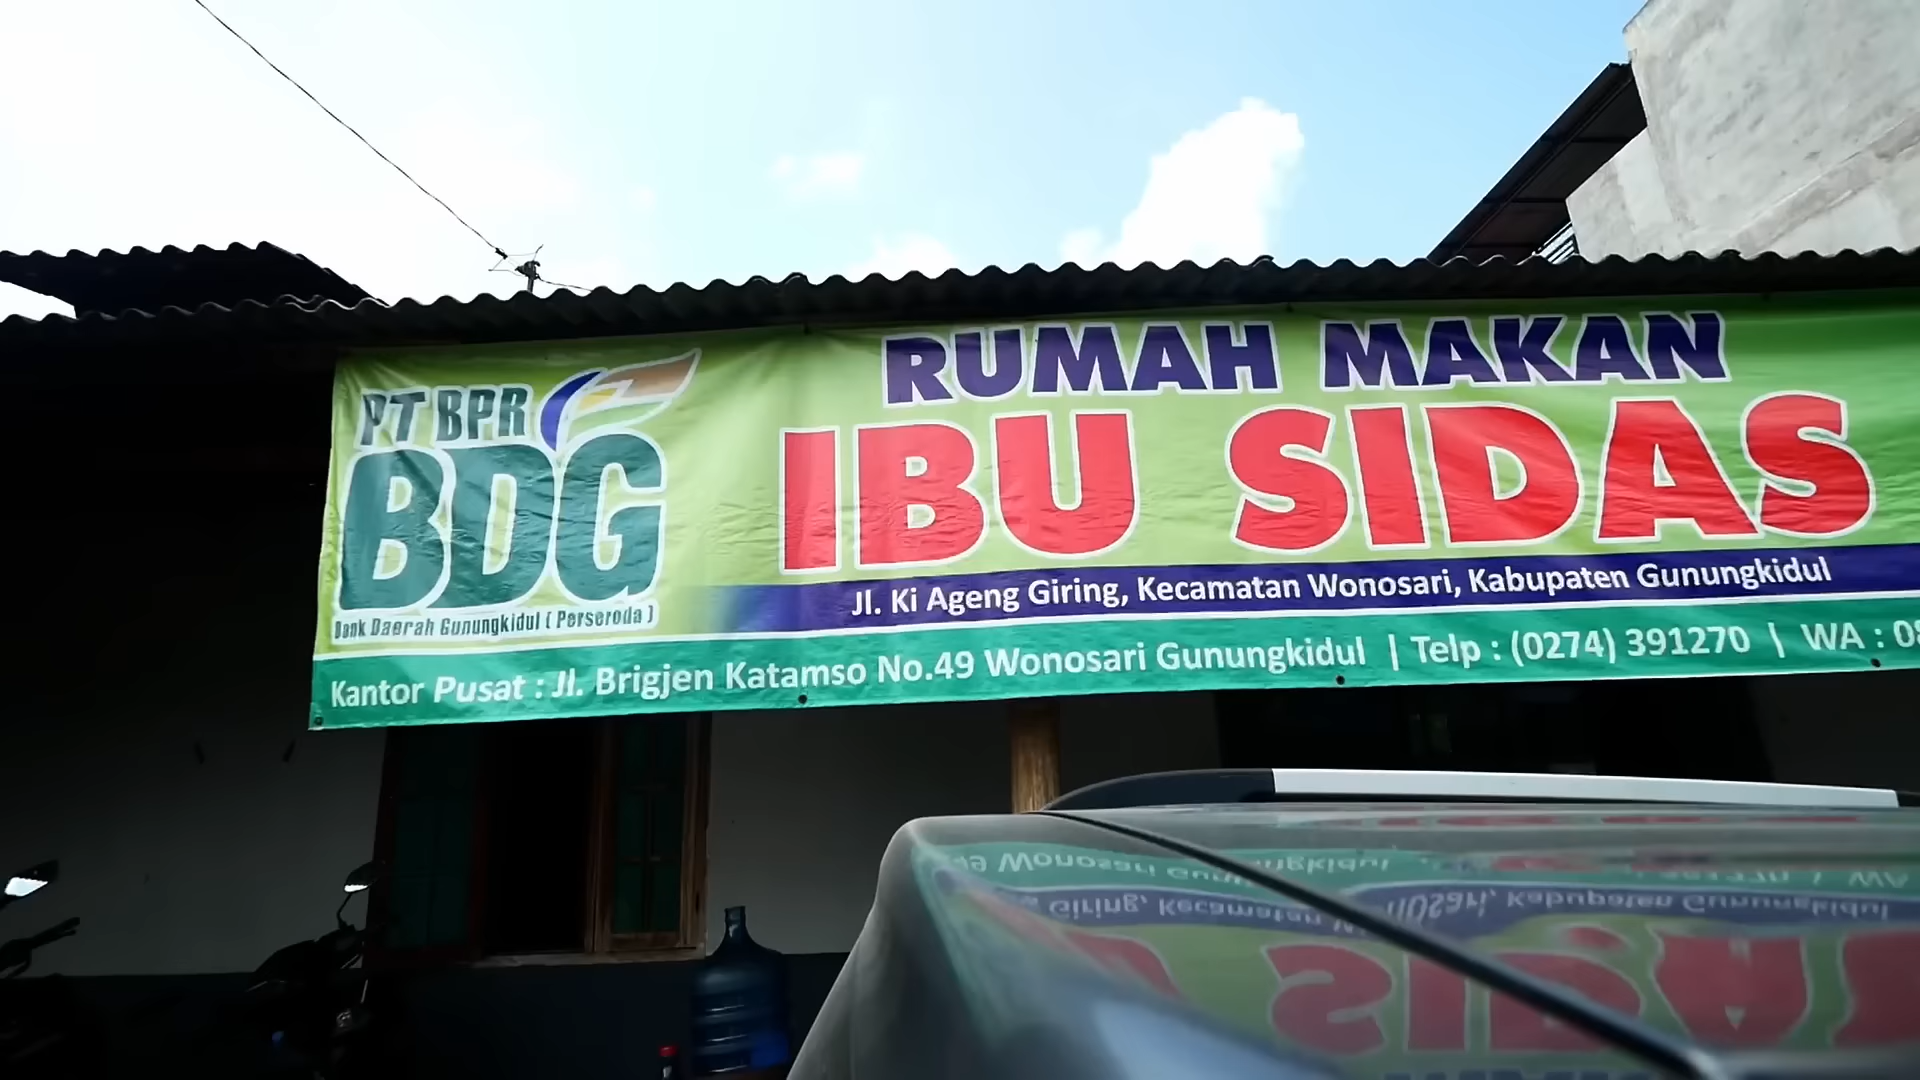 PT BPR
BDG
Bank Daerah Gunungkidul ( Perseroda )
RUMAH MAKAN
IBU SIDAS
Jl. Ki Ageng Giring, Kecamatan Wonosari, Kabupaten Gunungkidul
Kantor Pusat : Jl. Brigjen Katamso No.49 Wonosari Gunungkidul | Telp : (0274) 391270 | WA : 08